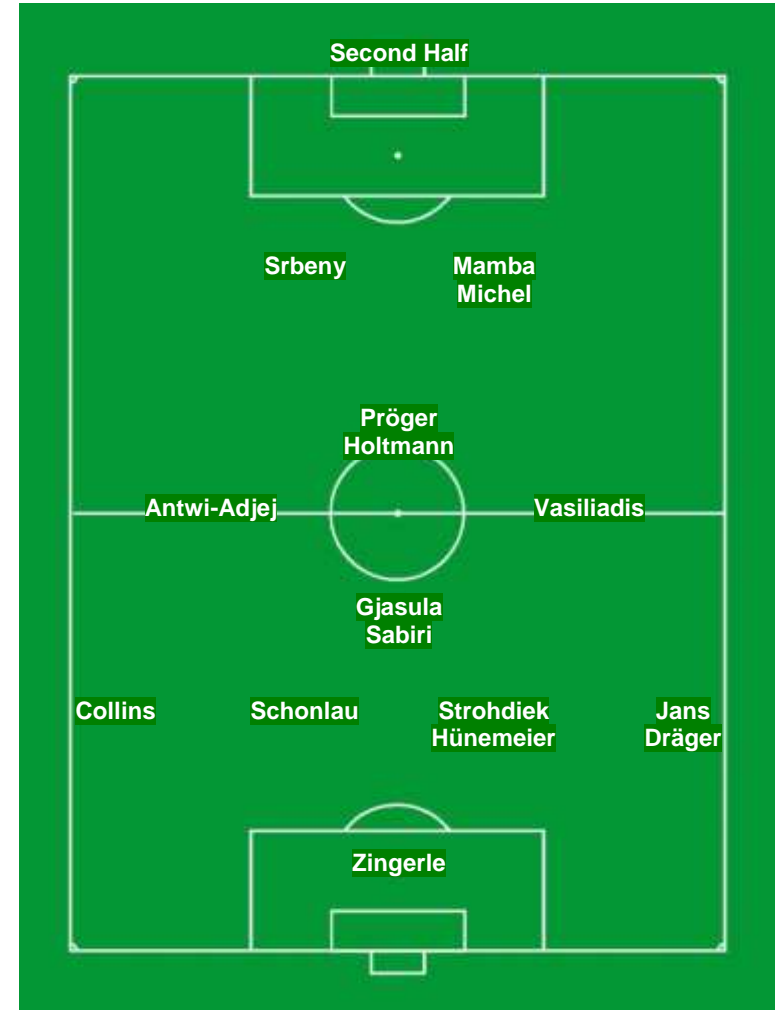 Second Half
Srbeny
Mamba
Michel
Pröger
Holtmann
Antwi-Adjej
Vasiliadis
Gjasula
Sabiri
Collins
Schonlau
Strohdiek
Hünemeier
Jans
Dräger
Zingerle